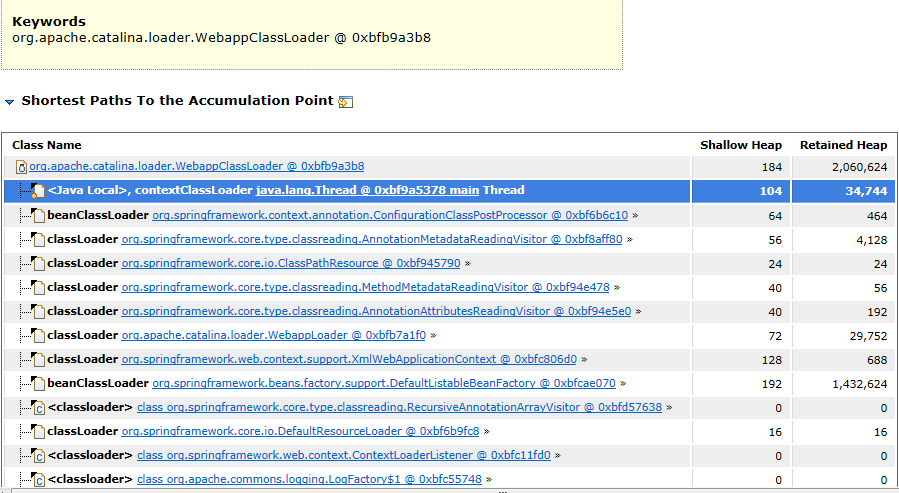 Keywords
org.apache.catalina.loader.WebappClassLoader @ 0xbfb9a3b8
Shortest Paths To the Accumulation Point
Class Name Shallow Heap Retained Heap
org.apache.catalina.loader.WebappClassLoader @ 0xbfb9a3b8 184 2,060,624
<Java Local>, contextClassLoader java.lang.Thread @ 0xbf9a5378 main Thread 104 34,744
beanClassLoader org.springframework.context.annotation.ConfigurationClassPostProcessor @ 0xbf6b6c10 » 64 464
classLoader org.springframework.core.type.classreading.AnnotationMetadataReadingVisitor @ 0xbf8aff80 » 56 4,128
classLoader org.springframework.core.io.ClassPathResource @ 0xbf945790 » 24 24
classLoader org.springframework.core.type.classreading.MethodMetadataReadingVisitor @ 0xbf94e478 » 40 56
classLoader org.springframework.core.type.classreading.AnnotationAttributesReadingVisitor @ 0xbf94e5e0 » 40 192
classLoader org.apache.catalina.loader.WebappLoader @ 0xbfb7a1f0 » 72 29,752
classLoader org.springframework.web.context.support.XmlWebApplicationContext @ 0xbfc806d0 » 128 688
beanClassLoader org.springframework.beans.factory.support.DefaultListableBeanFactory @ 0xbfcae070 » 192 1,432,624
<classloader> class org.springframework.core.type.classreading.RecursiveAnnotationArrayVisitor @ 0xbfd57638 » 0 0
classLoader org.springframework.core.io.DefaultResourceLoader @ 0xbf6b9fc8 » 16 16
<classloader> class org.springframework.web.context.ContextLoaderListener @ 0xbfc11fd0 » 0 0
<classloader> class org.apache.commons.logging.LogFactory$1 @ 0xbfc55748 » 0 0